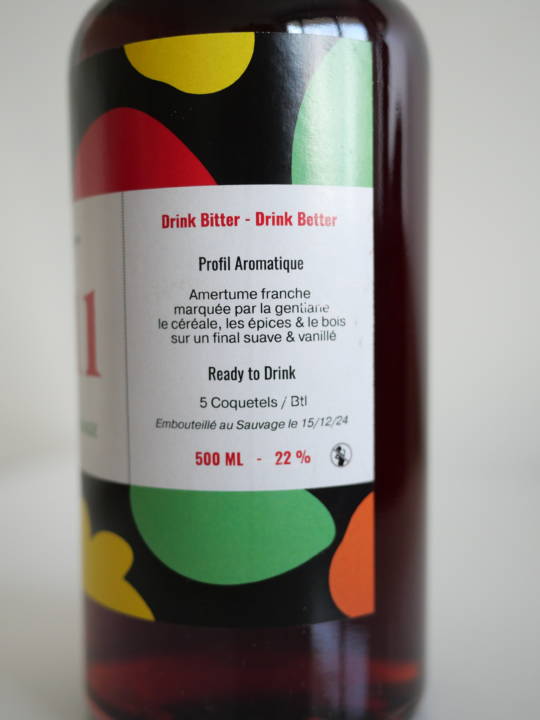 Drink Bitter - Drink Better
Profil Aromatique
Amertume franche
marquée par la gentiane
le céréale, les épices & le bois
sur un final suave & vanillé
Ready to Drink
5 Coquetels / Btl
Embouteillé au Sauvage le 15/12/24
500 ML - 22 %